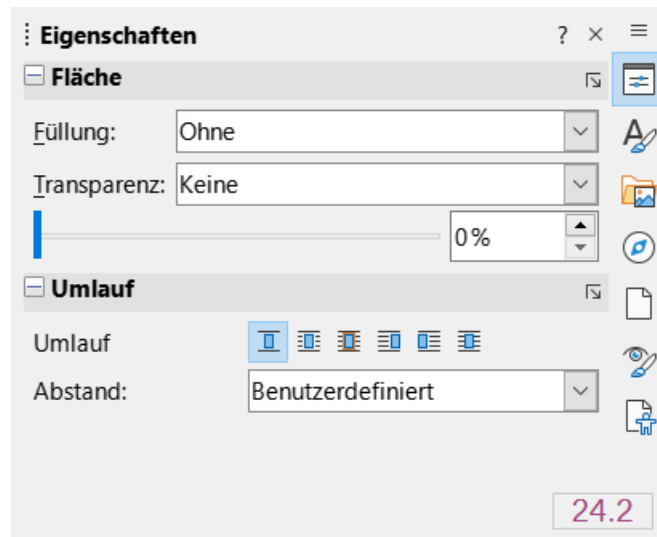 Eigenschaften ? ×
Fläche
Füllung: Ohne
Transparenz: Keine
0 %
Umlauf
Umlauf
Abstand: Benutzerdefiniert
24.2